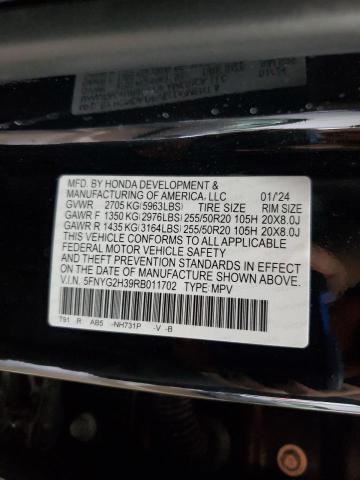 MFD. BY HONDA DEVELOPMENT &
MANUFACTURING OF AMERICA, LLC 01/24
GVWR 2705 KG(5963LBS) TIRE SIZE RIM SIZE
GAWR F 1350 KG(2976LBS) 255/50R20 105H 20X8.0J
GAWR R 1435 KG(3164LBS) 255/50R20 105H 20X8.0J
THIS VEHICLE CONFORMS TO ALL APPLICABLE
FEDERAL MOTOR VEHICLE SAFETY, BUMPER,
AND THEFT PREVENTION STANDARDS IN EFFECT
ON THE DATE OF MANUFACTURE SHOWN ABOVE.
V.I.N. 5FNYG2H39RB011702 TYPE MPV
T91 -R AB5 -NH731P -V -B